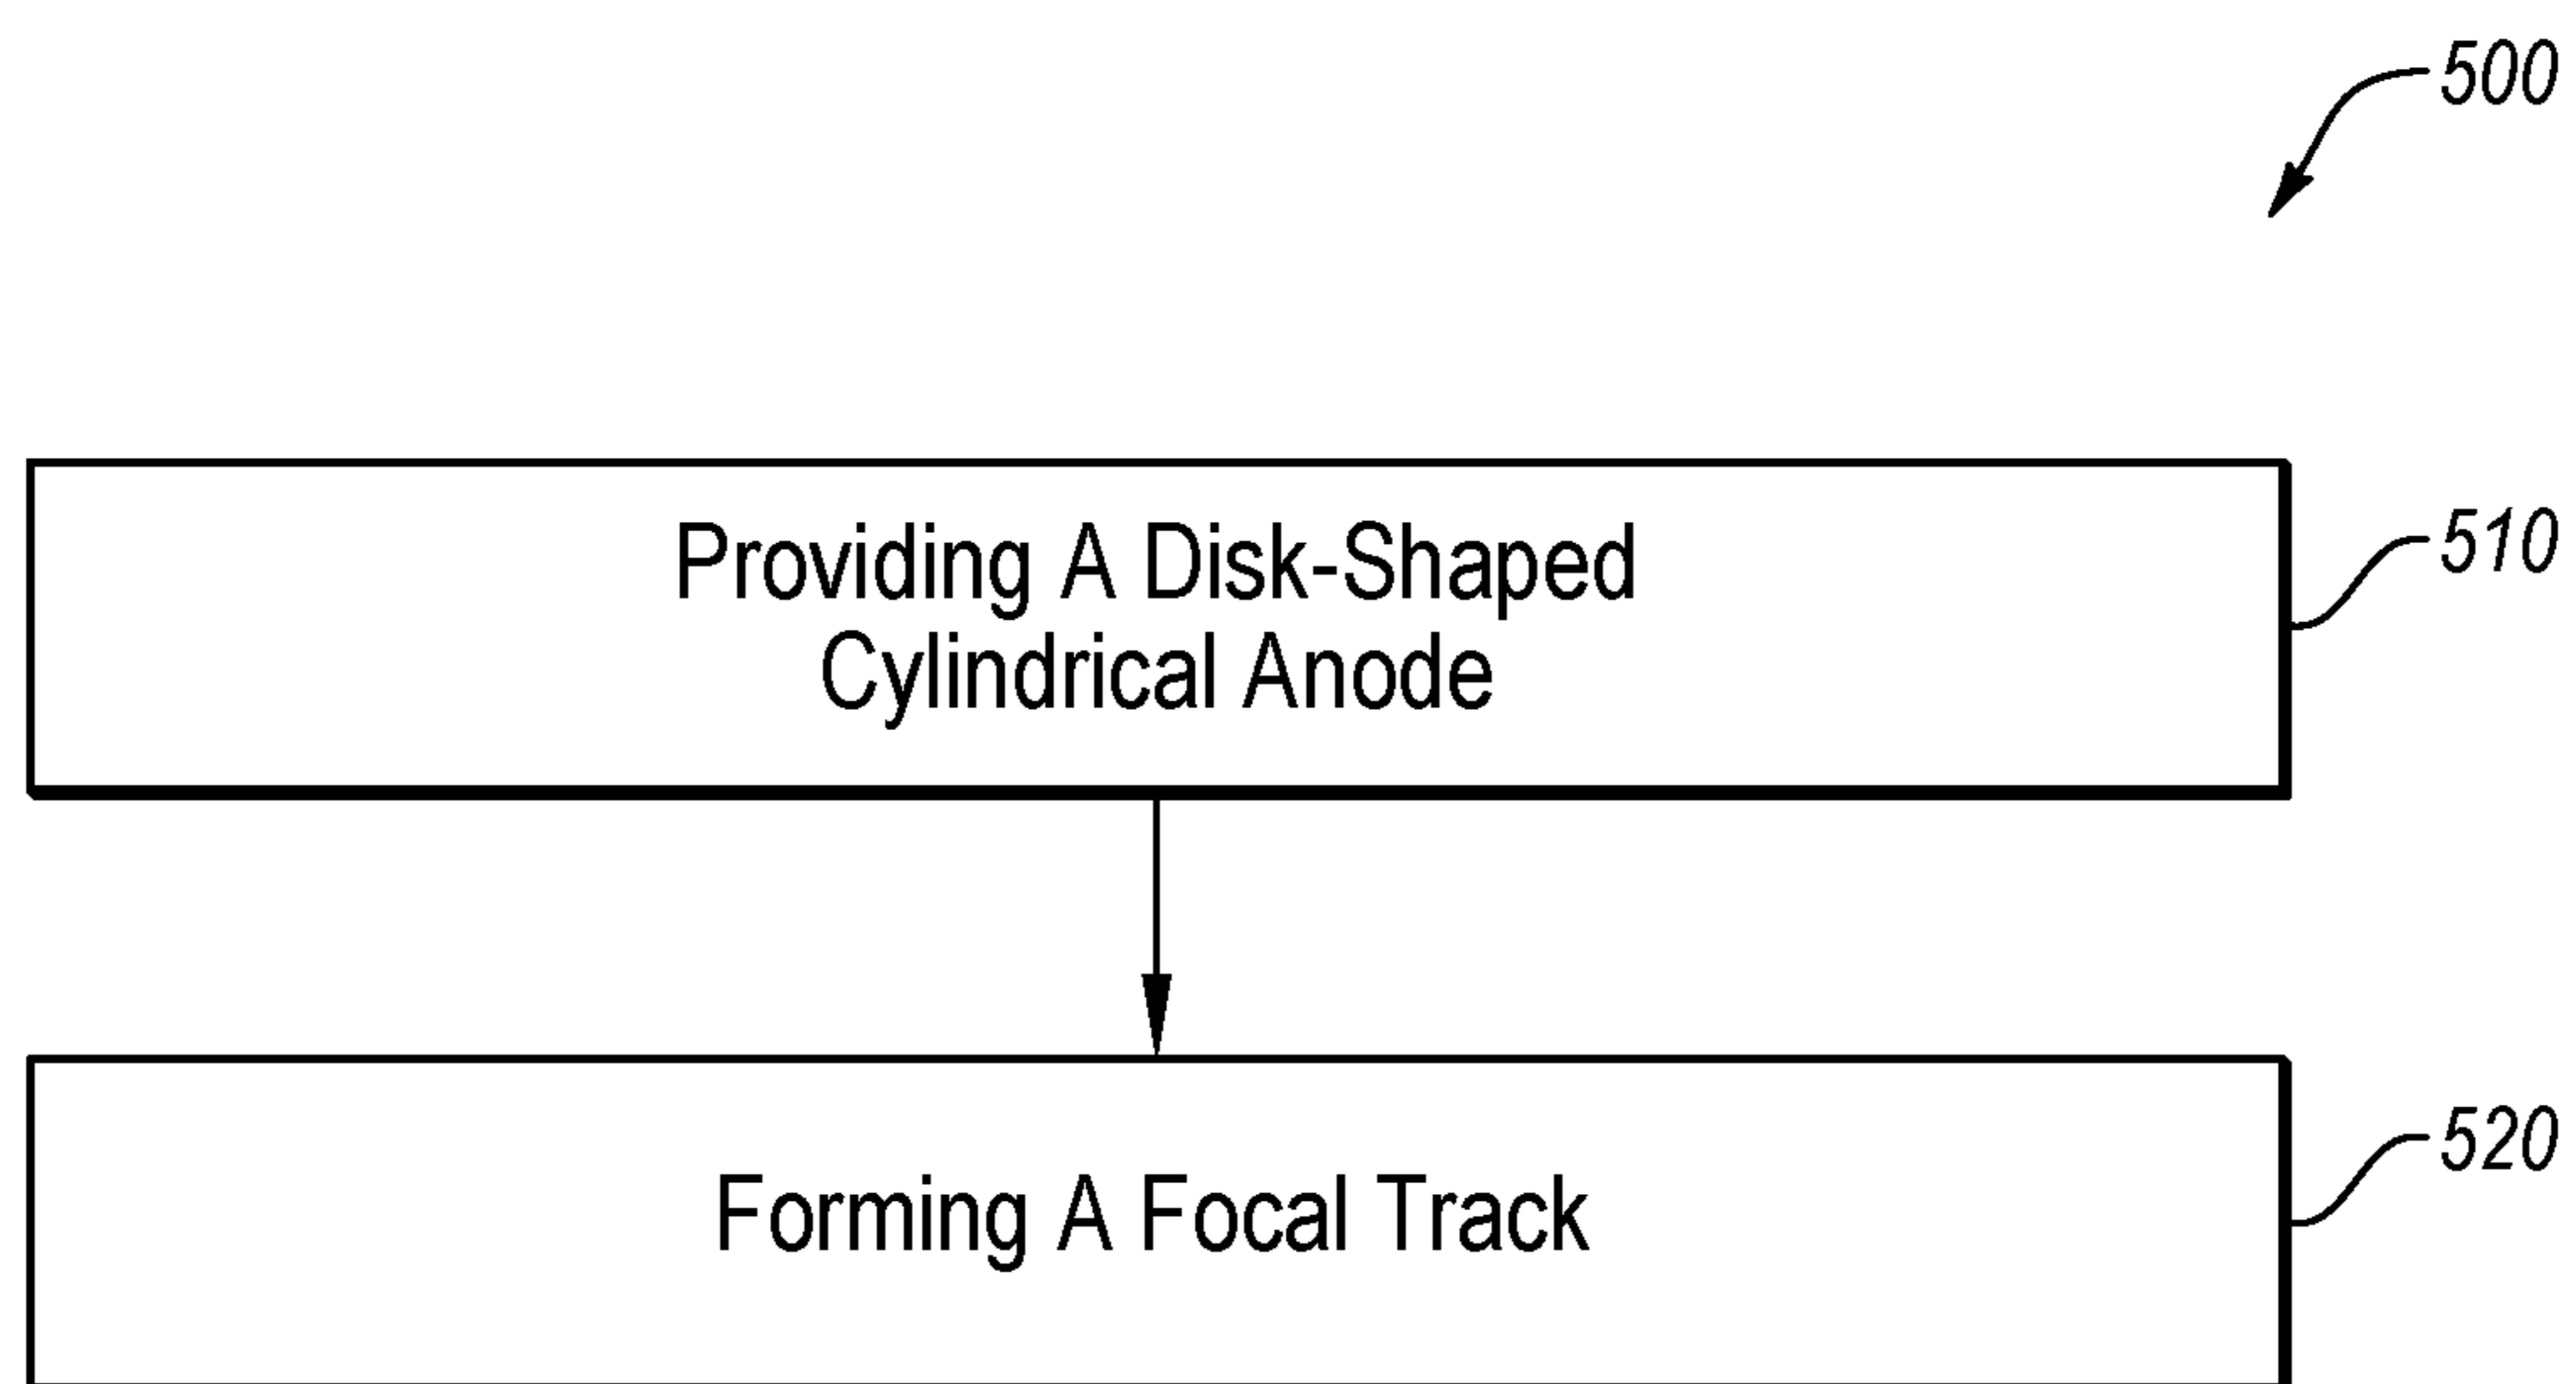 500
Providing A Disk-Shaped
Cylindrical Anode
510
Forming A Focal Track
520